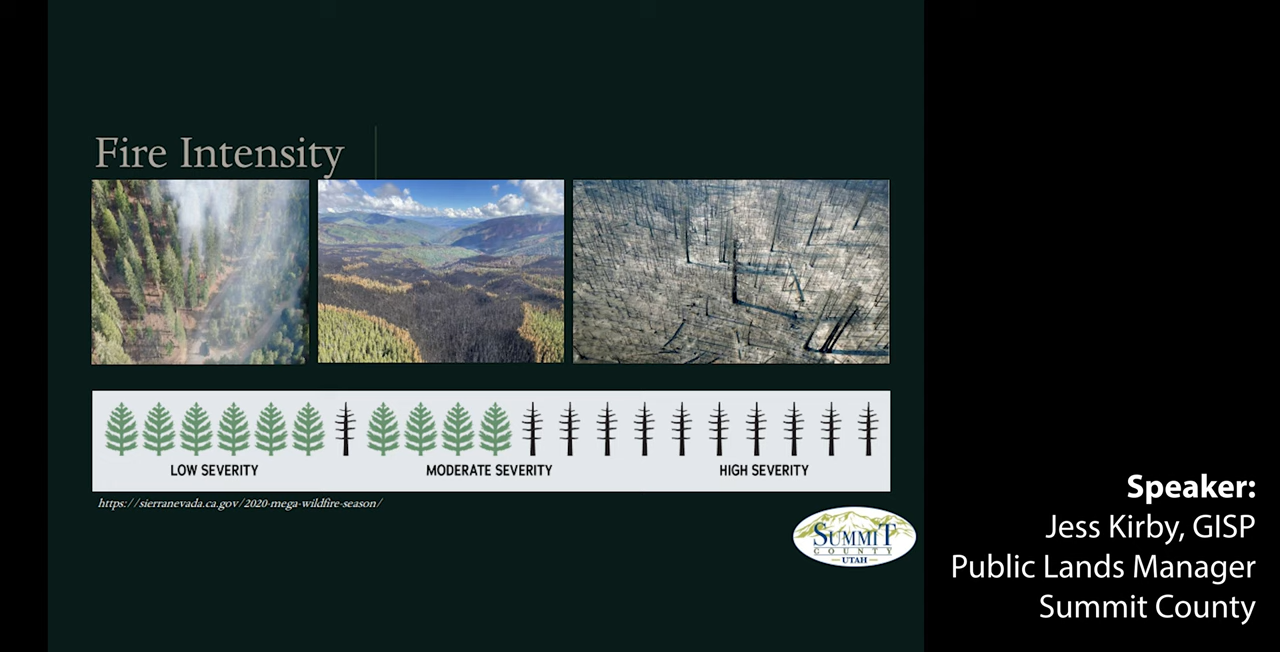 Fire Intensity
LOW SEVERITY
MODERATE SEVERITY
HIGH SEVERITY
https://sierranevada.ca.gov/2020-mega-wildfire-season/
SUMMIT
COUNTY
UTAH
Speaker:
Jess Kirby, GISP
Public Lands Manager
Summit County